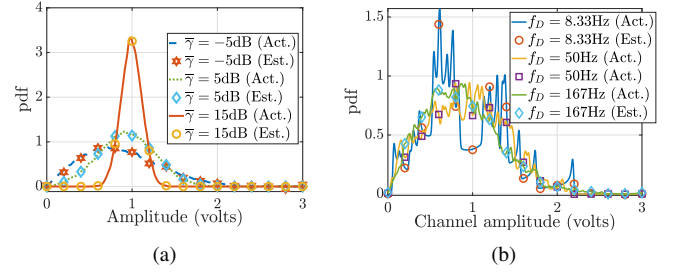 4
3
2
1
0
0
1
2
3
pdf
Amplitude (volts)
γ̅ = −5dB (Act.)
γ̅ = −5dB (Est.)
γ̅ = 5dB (Act.)
γ̅ = 5dB (Est.)
γ̅ = 15dB (Act.)
γ̅ = 15dB (Est.)
(a)
1.5
1
0.5
0
0
1
2
3
pdf
Channel amplitude (volts)
f_D = 8.33Hz (Act.)
f_D = 8.33Hz (Est.)
f_D = 50Hz (Act.)
f_D = 50Hz (Act.)
f_D = 167Hz (Act.)
f_D = 167Hz (Est.)
(b)